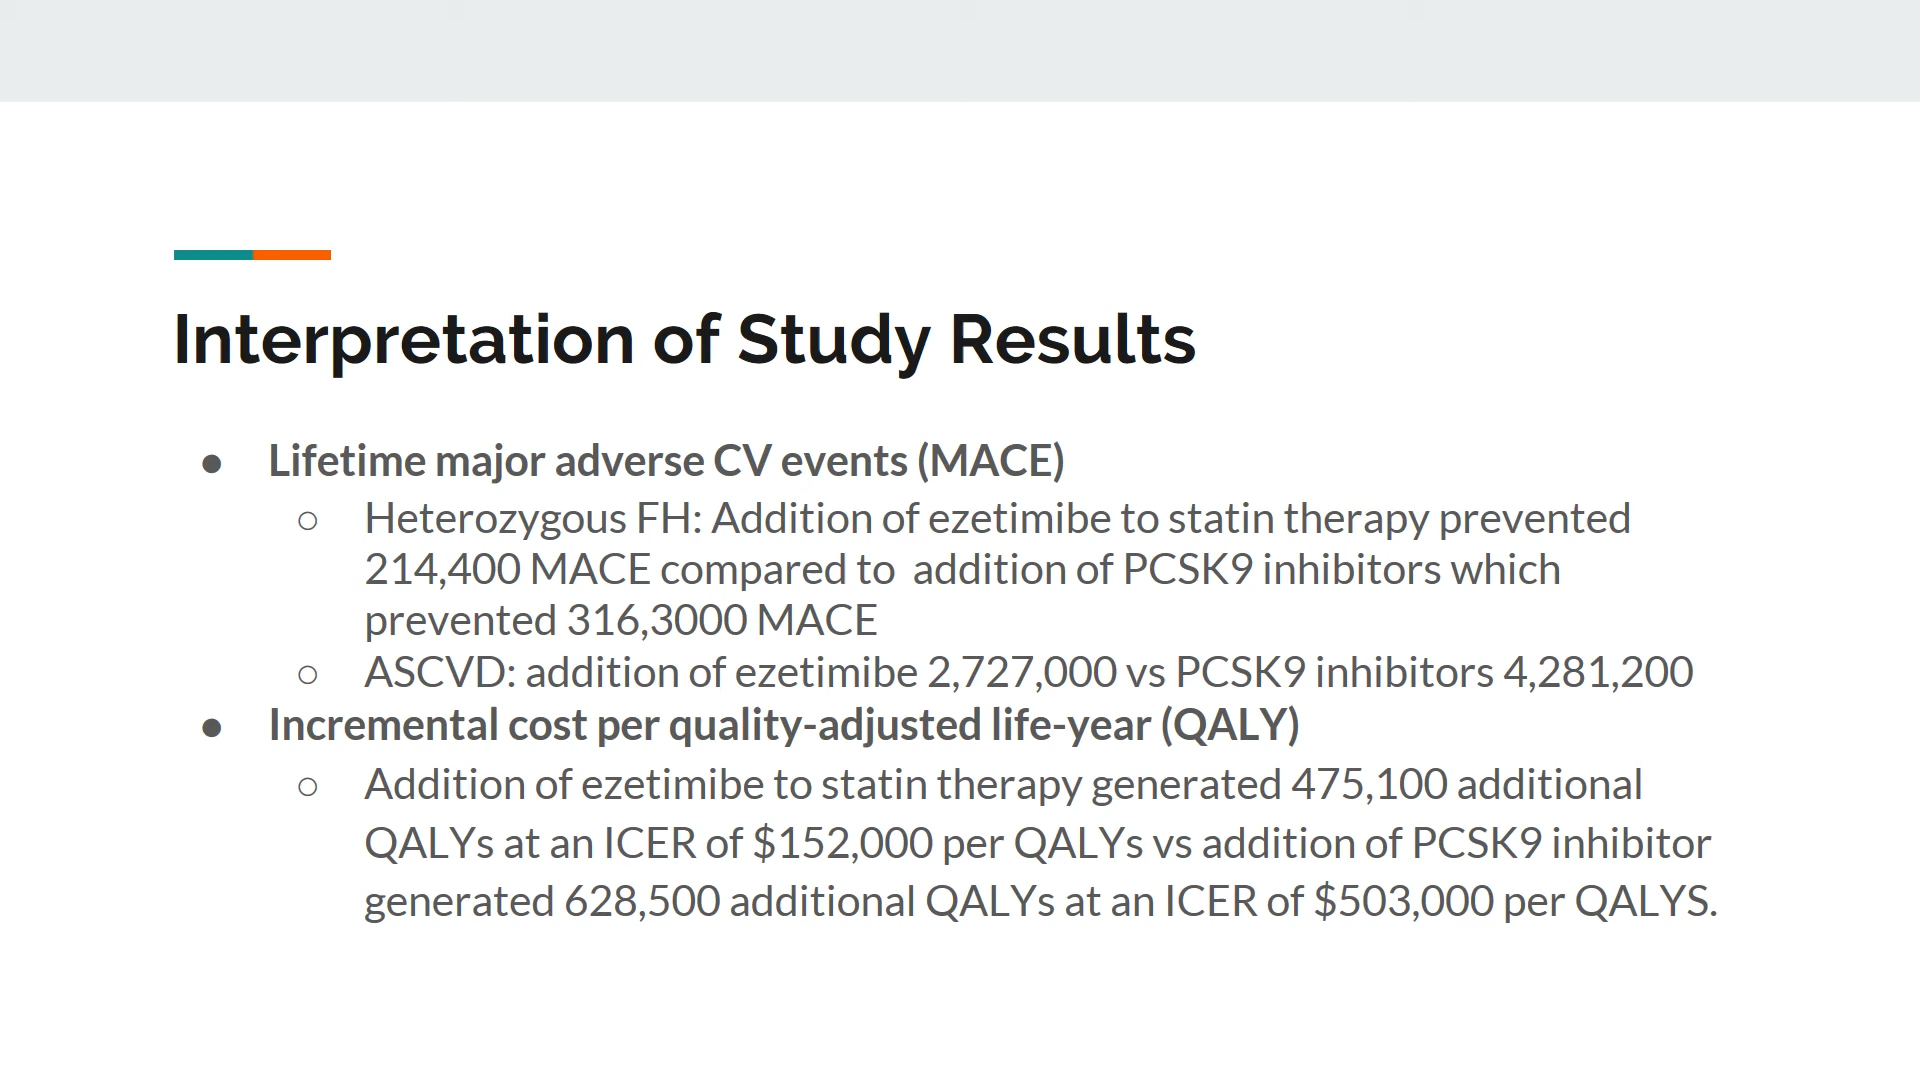 Interpretation of Study Results
● Lifetime major adverse CV events (MACE)
○ Heterozygous FH: Addition of ezetimibe to statin therapy prevented
214,400 MACE compared to  addition of PCSK9 inhibitors which
prevented 316,3000 MACE
○ ASCVD: addition of ezetimibe 2,727,000 vs PCSK9 inhibitors 4,281,200
● Incremental cost per quality-adjusted life-year (QALY)
○ Addition of ezetimibe to statin therapy generated 475,100 additional
QALYs at an ICER of $152,000 per QALYs vs addition of PCSK9 inhibitor
generated 628,500 additional QALYs at an ICER of $503,000 per QALYS.